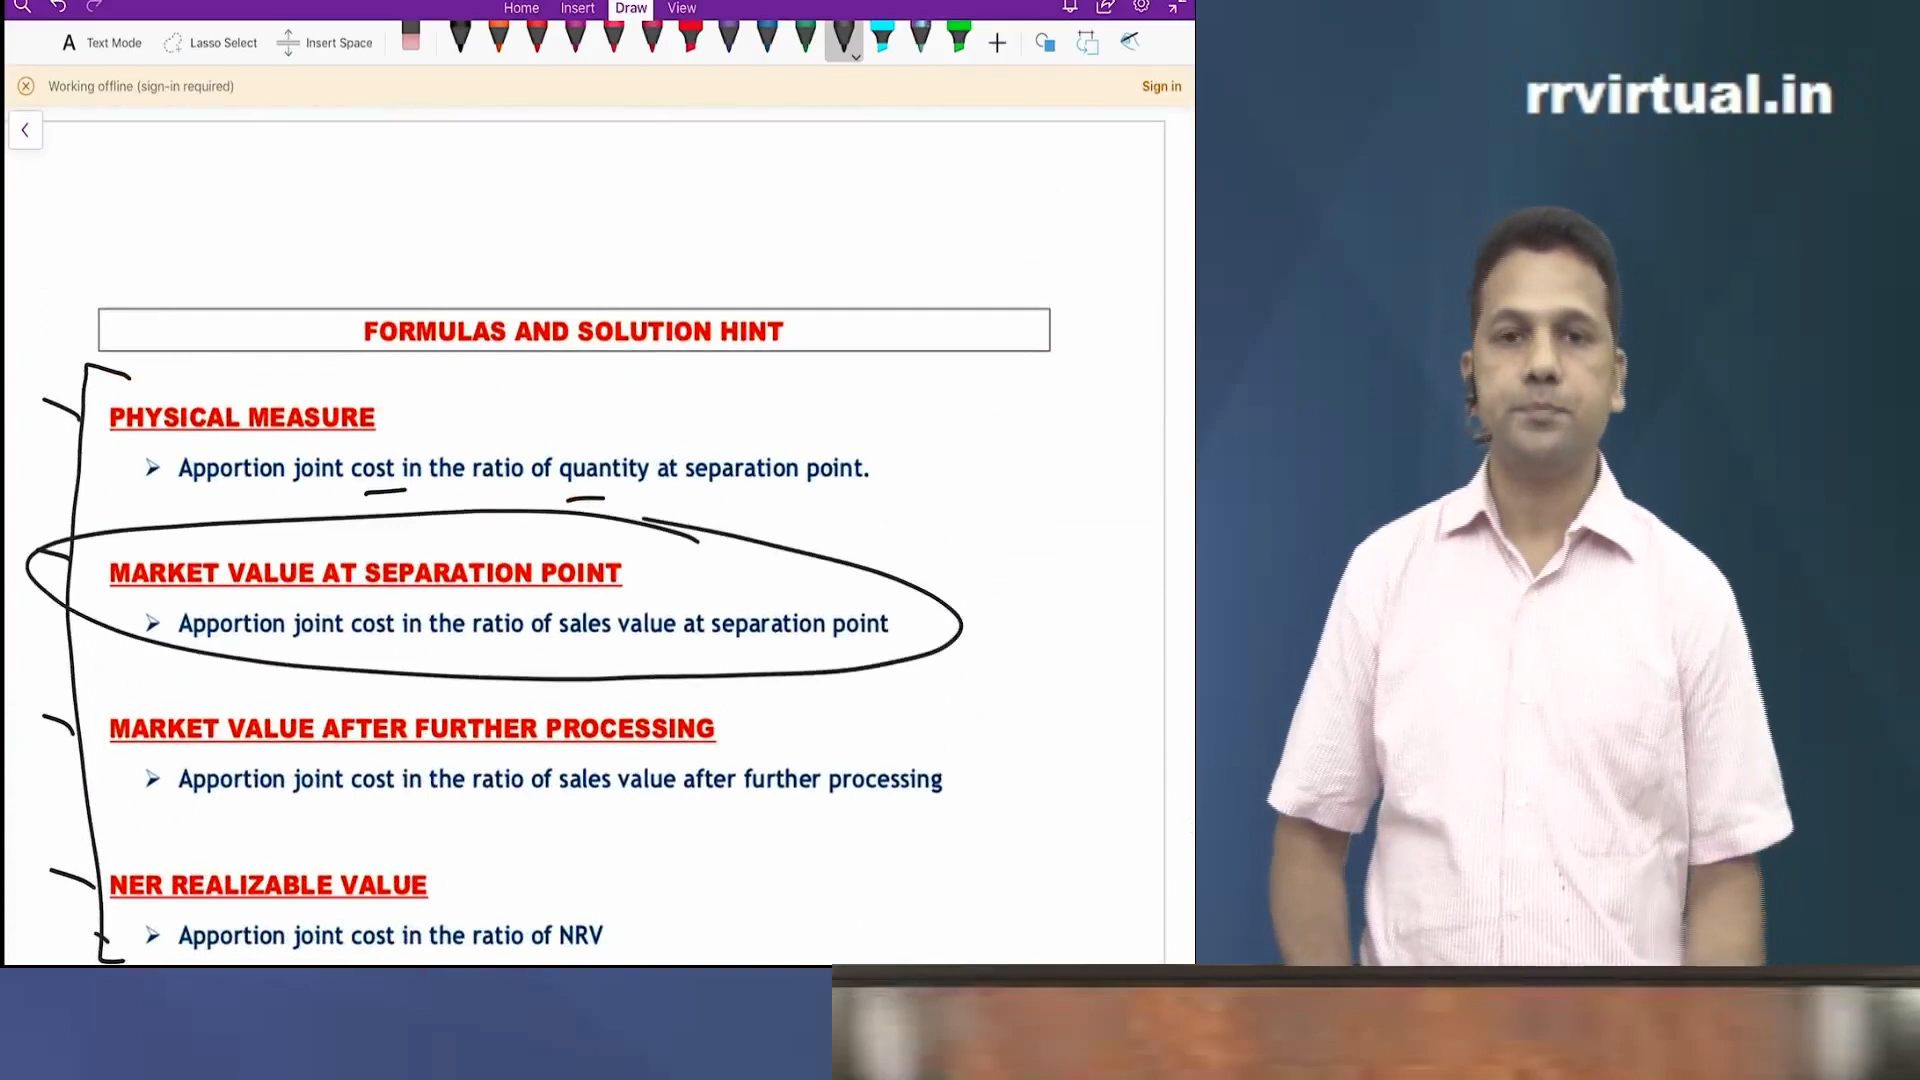 Home Insert Draw View
Text Mode Lasso Select Insert Space
Working offline (sign-in required) Sign in
rrvirtual.in
FORMULAS AND SOLUTION HINT
PHYSICAL MEASURE
Apportion joint cost in the ratio of quantity at separation point.
MARKET VALUE AT SEPARATION POINT
Apportion joint cost in the ratio of sales value at separation point
MARKET VALUE AFTER FURTHER PROCESSING
Apportion joint cost in the ratio of sales value after further processing
NER REALIZABLE VALUE
Apportion joint cost in the ratio of NRV